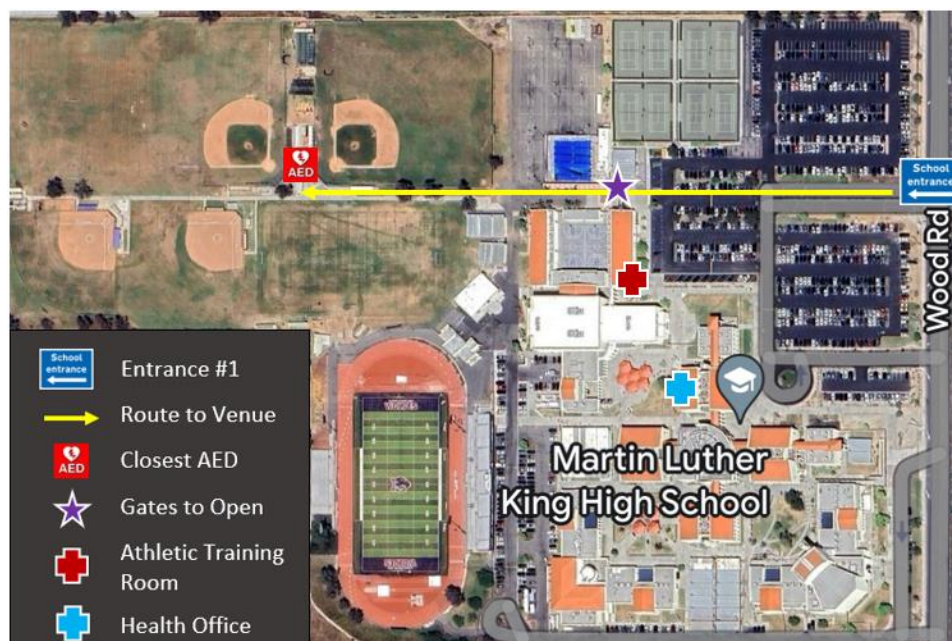 AED
School
entrance
Wood Rd
School
entrance
Entrance #1
Route to Venue
AED
Closest AED
Gates to Open
Athletic Training
Room
Health Office
Martin Luther
King High School